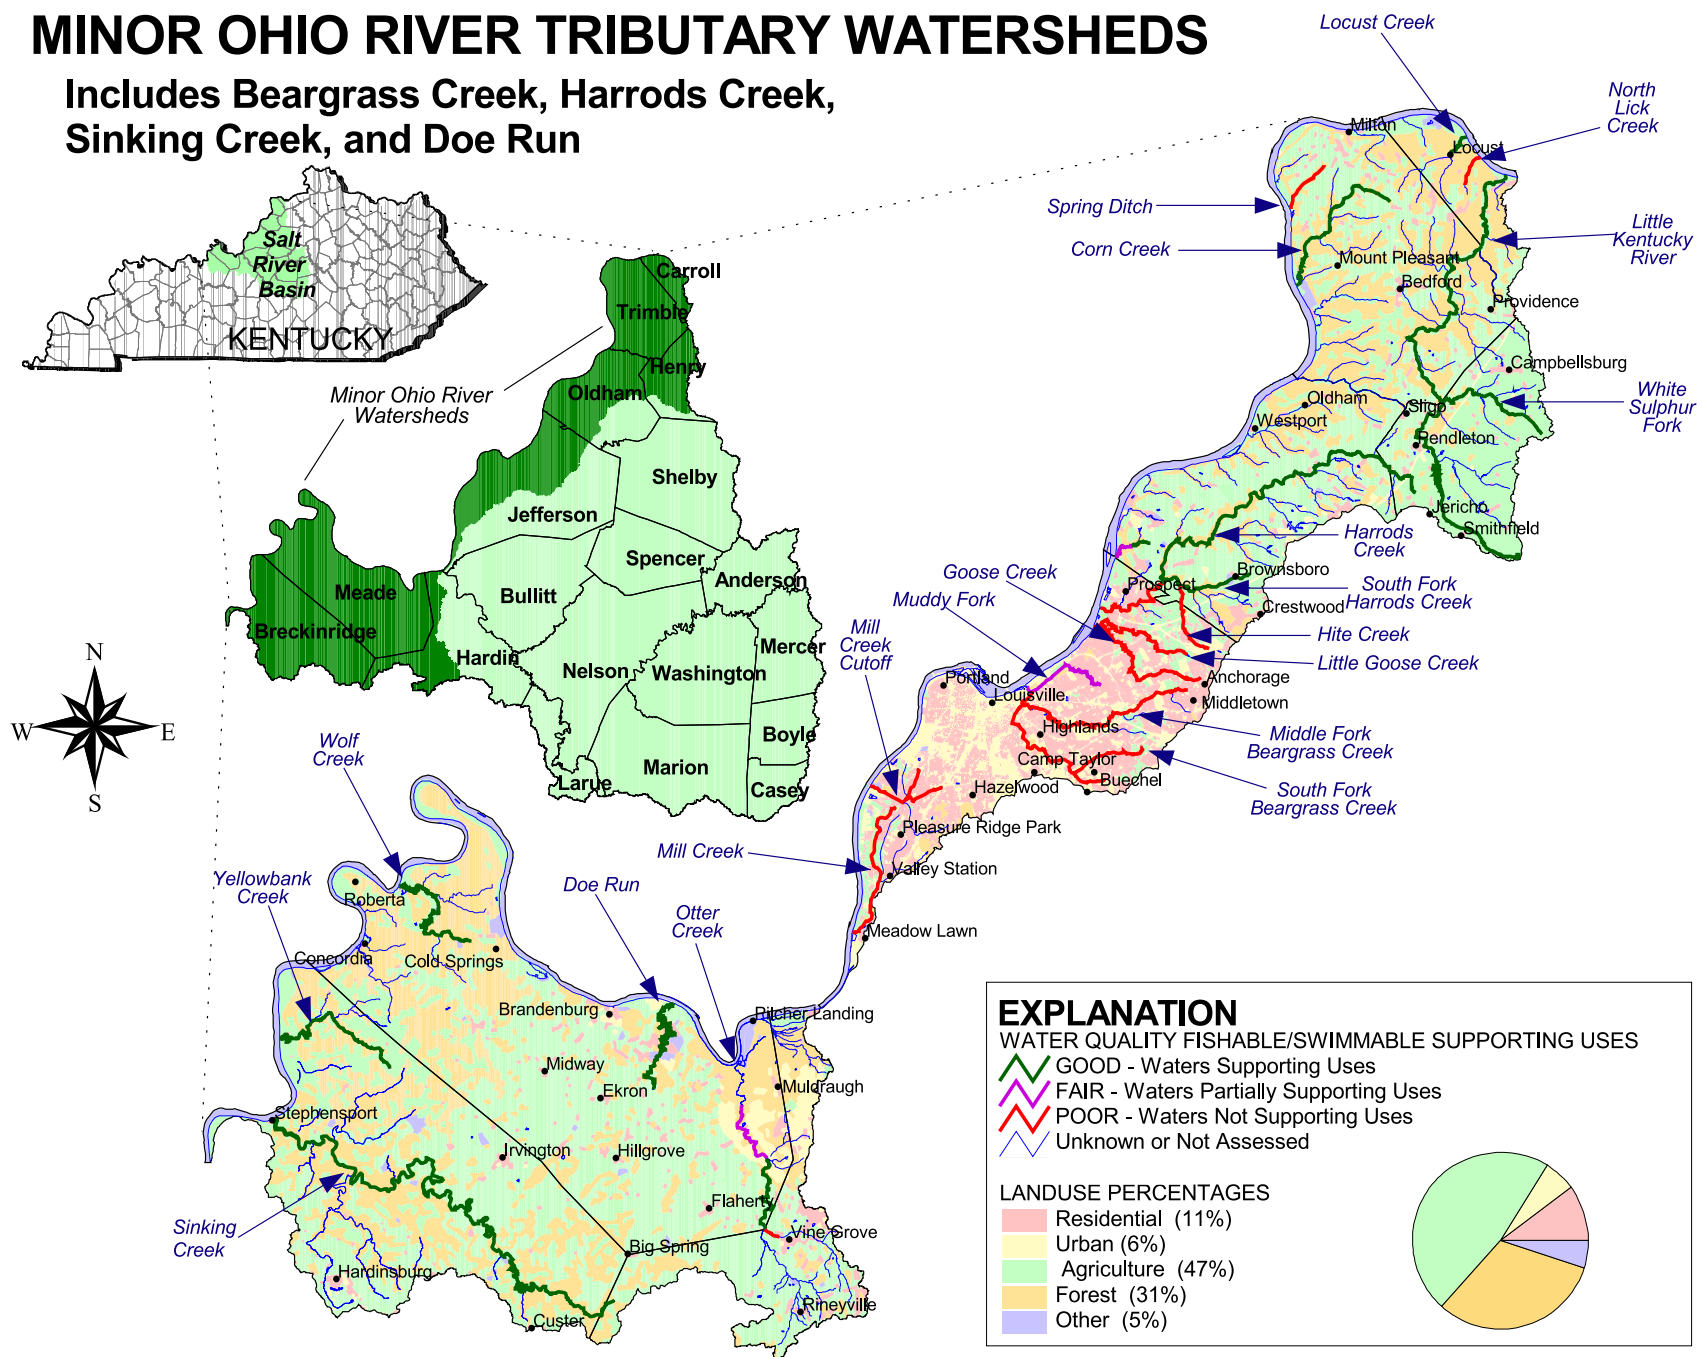 MINOR OHIO RIVER TRIBUTARY WATERSHEDS
Includes Beargrass Creek, Harrods Creek,
Sinking Creek, and Doe Run
Salt
River
Basin
KENTUCKY
Minor Ohio River
Watersheds
Carroll
Trimble
Henry
Oldham
Shelby
Jefferson
Spencer
Anderson
Bullitt
Meade
Breckinridge
Hardin
Nelson
Washington
Mercer
Boyle
Marion
Larue
Casey
N
W
E
S
Locust Creek
North
Lick
Creek
Milton
Locust
Spring Ditch
Corn Creek
Little
Kentucky
River
Mount Pleasant
Bedford
Providence
Campbellsburg
White
Sulphur
Fork
Oldham
Sligo
Westport
Pendleton
Jericho
Smithfield
Harrods
Creek
Brownsboro
Goose Creek
Prospect
South Fork
Harrods Creek
Muddy Fork
Crestwood
Mill
Creek
Cutoff
Hite Creek
Little Goose Creek
Portland
Anchorage
Louisville
Middletown
Highlands
Middle Fork
Beargrass Creek
Camp Taylor
Buechel
Hazelwood
South Fork
Beargrass Creek
Pleasure Ridge Park
Mill Creek
Valley Station
Meadow Lawn
Wolf
Creek
Yellowbank
Creek
Roberta
Doe Run
Otter
Creek
Concordia
Cold Springs
Brandenburg
Pilcher Landing
Midway
Muldraugh
Ekron
Stephensport
Irvington
Hillgrove
Flaherty
Sinking
Creek
Vine Grove
Big Spring
Hardinsburg
Rineyville
Custer
EXPLANATION
WATER QUALITY FISHABLE/SWIMMABLE SUPPORTING USES
GOOD - Waters Supporting Uses
FAIR - Waters Partially Supporting Uses
POOR - Waters Not Supporting Uses
Unknown or Not Assessed
LANDUSE PERCENTAGES
Residential (11%)
Urban (6%)
Agriculture (47%)
Forest (31%)
Other (5%)